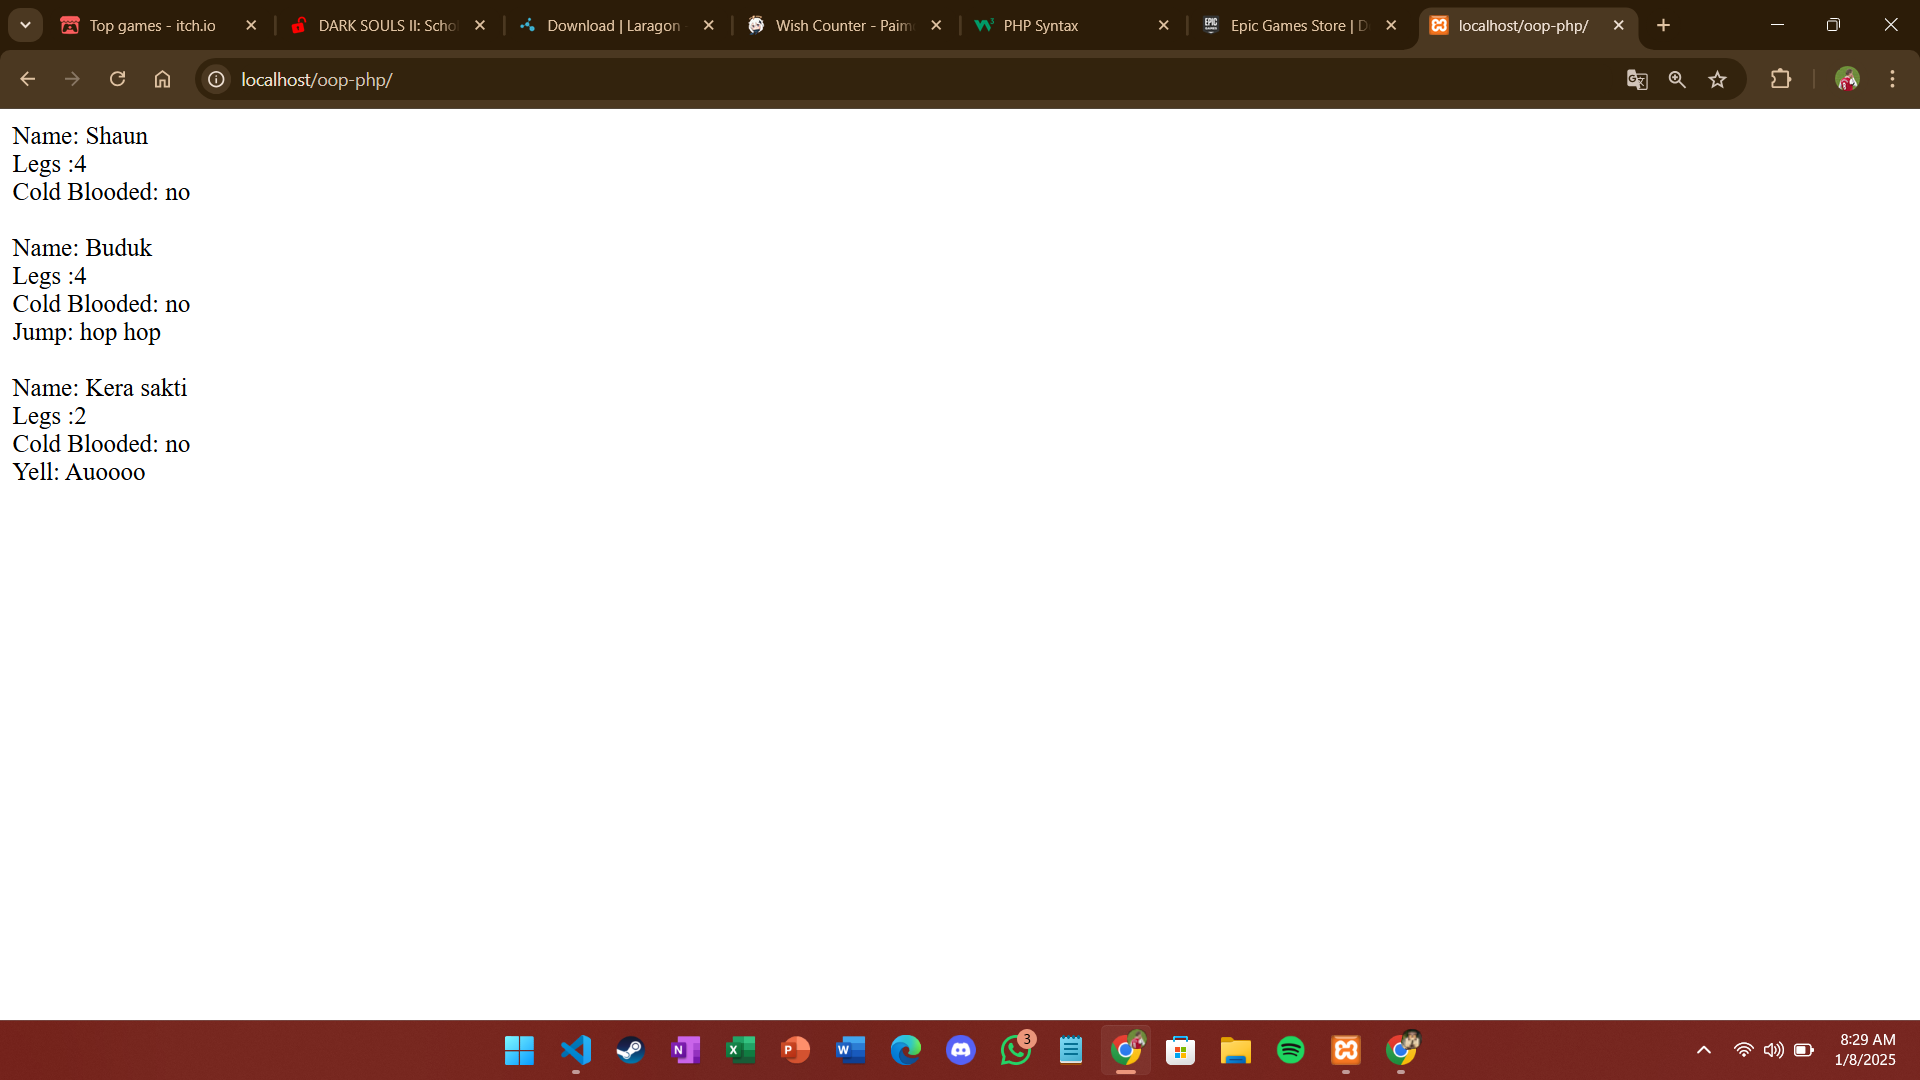 Top games - itch.io
DARK SOULS II: Schol
Download | Laragon
Wish Counter - Paim
PHP Syntax
Epic Games Store | D
localhost/oop-php/
localhost/oop-php/
Name: Shaun
Legs :4
Cold Blooded: no
Name: Buduk
Legs :4
Cold Blooded: no
Jump: hop hop
Name: Kera sakti
Legs :2
Cold Blooded: no
Yell: Auoooo
3
8:29 AM
1/8/2025